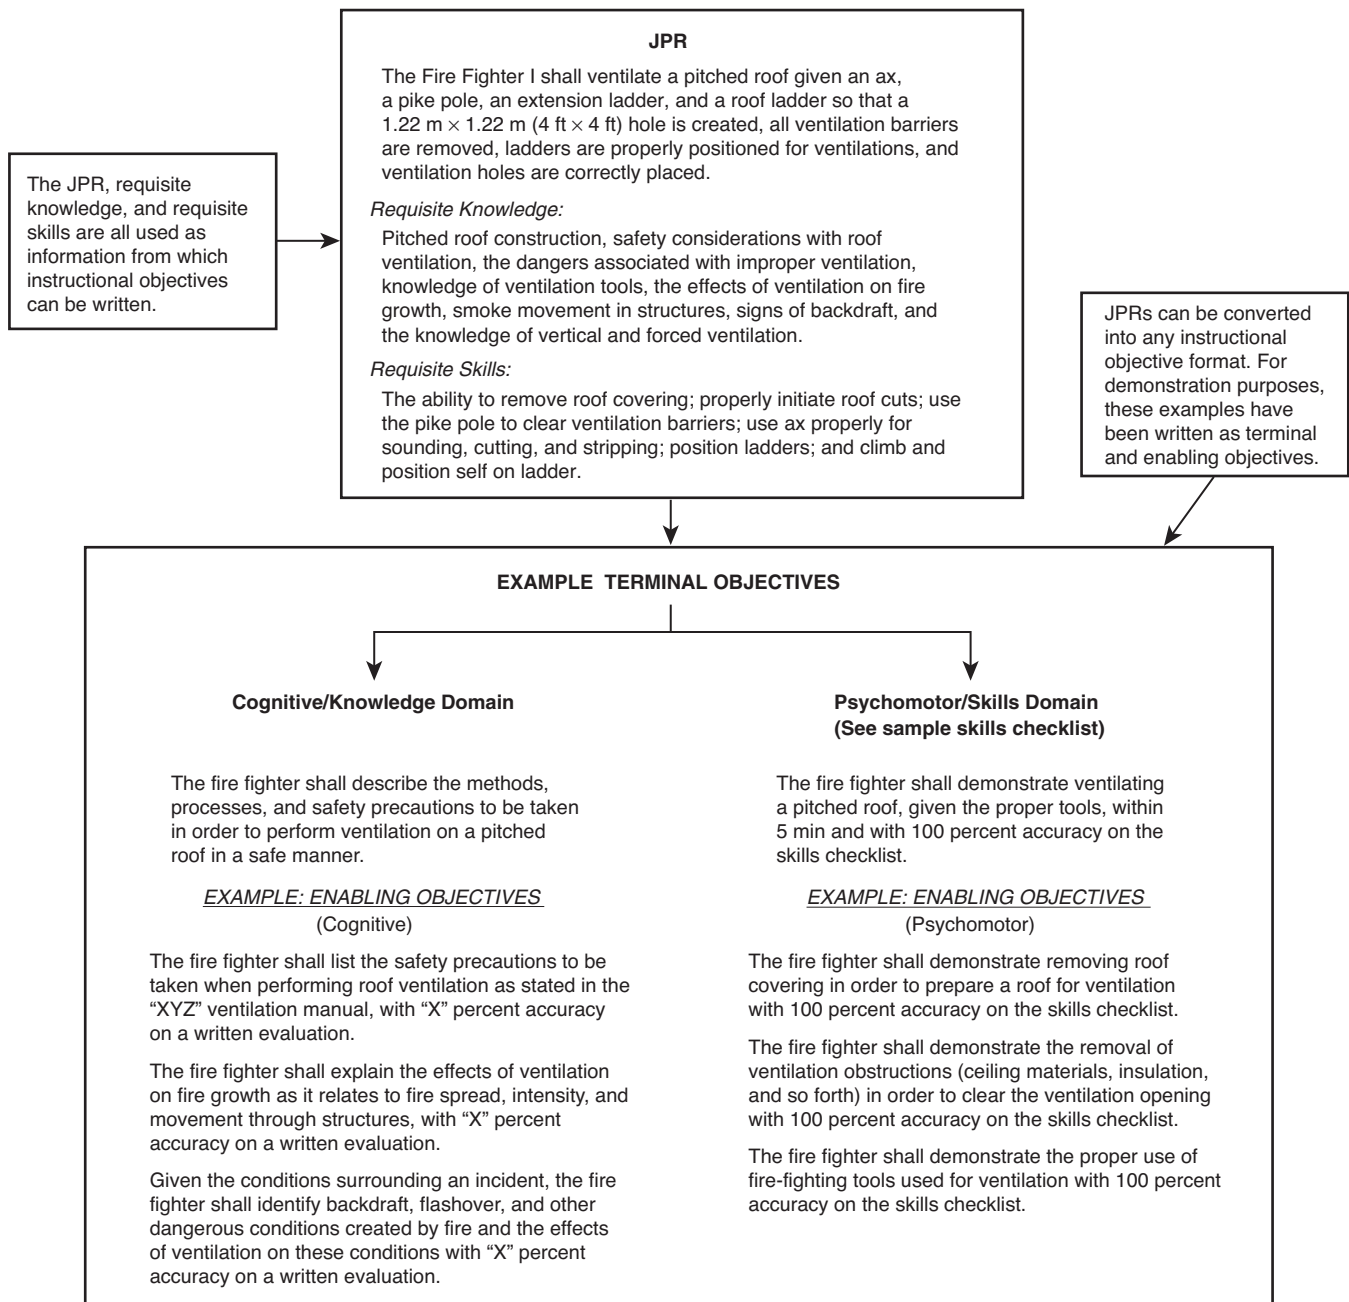 JPR
The Fire Fighter I shall ventilate a pitched roof given an ax,
a pike pole, an extension ladder, and a roof ladder so that a
1.22 m × 1.22 m (4 ft × 4 ft) hole is created, all ventilation barriers
are removed, ladders are properly positioned for ventilations, and
ventilation holes are correctly placed.
Requisite Knowledge:
Pitched roof construction, safety considerations with roof
ventilation, the dangers associated with improper ventilation,
knowledge of ventilation tools, the effects of ventilation on fire
growth, smoke movement in structures, signs of backdraft, and
the knowledge of vertical and forced ventilation.
Requisite Skills:
The ability to remove roof covering; properly initiate roof cuts; use
the pike pole to clear ventilation barriers; use ax properly for
sounding, cutting, and stripping; position ladders; and climb and
position self on ladder.
The JPR, requisite
knowledge, and requisite
skills are all used as
information from which
instructional objectives
can be written.
JPRs can be converted
into any instructional
objective format. For
demonstration purposes,
these examples have
been written as terminal
and enabling objectives.
EXAMPLE TERMINAL OBJECTIVES
Cognitive/Knowledge Domain
The fire fighter shall describe the methods,
processes, and safety precautions to be taken
in order to perform ventilation on a pitched
roof in a safe manner.
EXAMPLE: ENABLING OBJECTIVES
(Cognitive)
The fire fighter shall list the safety precautions to be
taken when performing roof ventilation as stated in the
“XYZ” ventilation manual, with “X” percent accuracy
on a written evaluation.
The fire fighter shall explain the effects of ventilation
on fire growth as it relates to fire spread, intensity, and
movement through structures, with “X” percent
accuracy on a written evaluation.
Given the conditions surrounding an incident, the fire
fighter shall identify backdraft, flashover, and other
dangerous conditions created by fire and the effects
of ventilation on these conditions with “X” percent
accuracy on a written evaluation.
Psychomotor/Skills Domain
(See sample skills checklist)
The fire fighter shall demonstrate ventilating
a pitched roof, given the proper tools, within
5 min and with 100 percent accuracy on the
skills checklist.
EXAMPLE: ENABLING OBJECTIVES
(Psychomotor)
The fire fighter shall demonstrate removing roof
covering in order to prepare a roof for ventilation
with 100 percent accuracy on the skills checklist.
The fire fighter shall demonstrate the removal of
ventilation obstructions (ceiling materials, insulation,
and so forth) in order to clear the ventilation opening
with 100 percent accuracy on the skills checklist.
The fire fighter shall demonstrate the proper use of
fire-fighting tools used for ventilation with 100 percent
accuracy on the skills checklist.